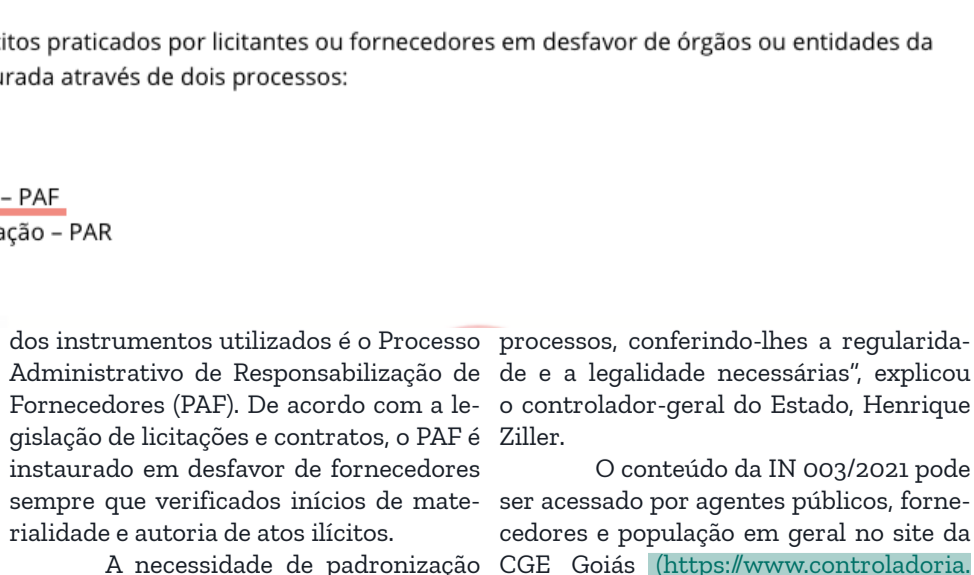 itos praticados por licitantes ou fornecedores em desfavor de órgãos ou entidades da
urada através de dois processos:
– PAF
ação – PAR
dos instrumentos utilizados é o Processo
Administrativo de Responsabilização de
Fornecedores (PAF). De acordo com a le-
gislação de licitações e contratos, o PAF é
instaurado em desfavor de fornecedores
sempre que verificados inícios de mate-
rialidade e autoria de atos ilícitos.
A necessidade de padronização
processos, conferindo-lhes a regularida-
de e a legalidade necessárias”, explicou
o controlador-geral do Estado, Henrique
Ziller.
O conteúdo da IN 003/2021 pode
ser acessado por agentes públicos, forne-
cedores e população em geral no site da
CGE Goiás (https://www.controladoria.